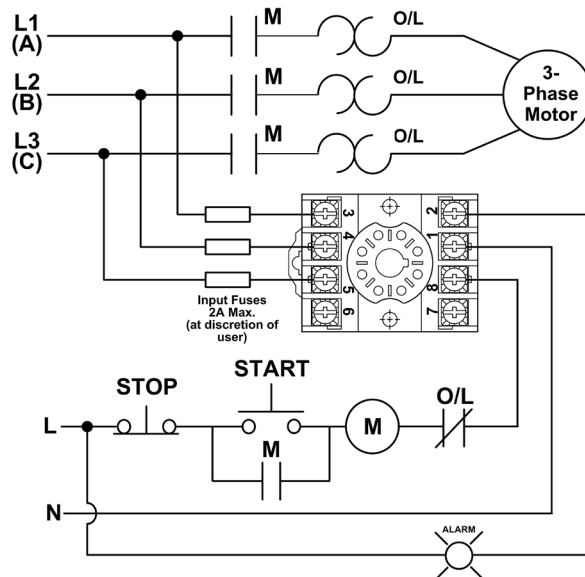 L1
(A)
M
O/L
L2
(B)
M
O/L
L3
(C)
M
O/L
3-
Phase
Motor
3
2
4
1
5
8
6
7
Input Fuses
2A Max.
(at discretion of
user)
STOP
START
O/L
L
M
M
N
ALARM